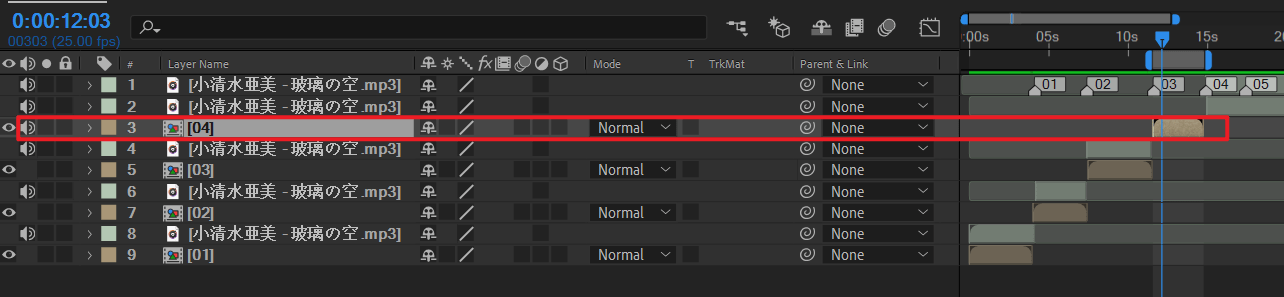 0:00:12:03
00303 (25.00 fps)
:00s 05s 10s 15s 20
# Layer Name fx Mode T TrkMat Parent & Link
01 02 03 04 05
1 [小清水亜美 - 玻璃の空.mp3] None
2 [小清水亜美 - 玻璃の空.mp3] None
3 [04] Normal None
4 [小清水亜美 - 玻璃の空.mp3] None
5 [03] Normal None
6 [小清水亜美 - 玻璃の空.mp3] None
7 [02] Normal None
8 [小清水亜美 - 玻璃の空.mp3] None
9 [01] Normal None